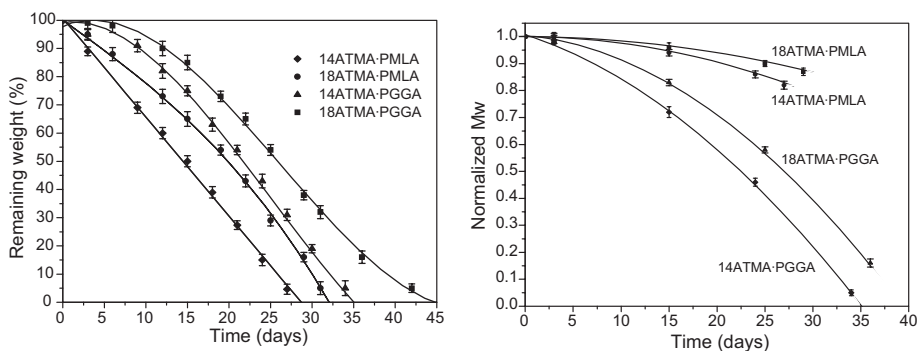 Remaining weight (%)
100
90
80
70
60
50
40
30
20
10
0
0 5 10 15 20 25 30 35 40 45
Time (days)
14ATMA·PMLA
18ATMA·PMLA
14ATMA·PGGA
18ATMA·PGGA
Normalized Mw
1.0
0.9
0.8
0.7
0.6
0.5
0.4
0.3
0.2
0.1
0.0
0 5 10 15 20 25 30 35 40
Time (days)
18ATMA·PMLA
14ATMA·PMLA
18ATMA·PGGA
14ATMA·PGGA